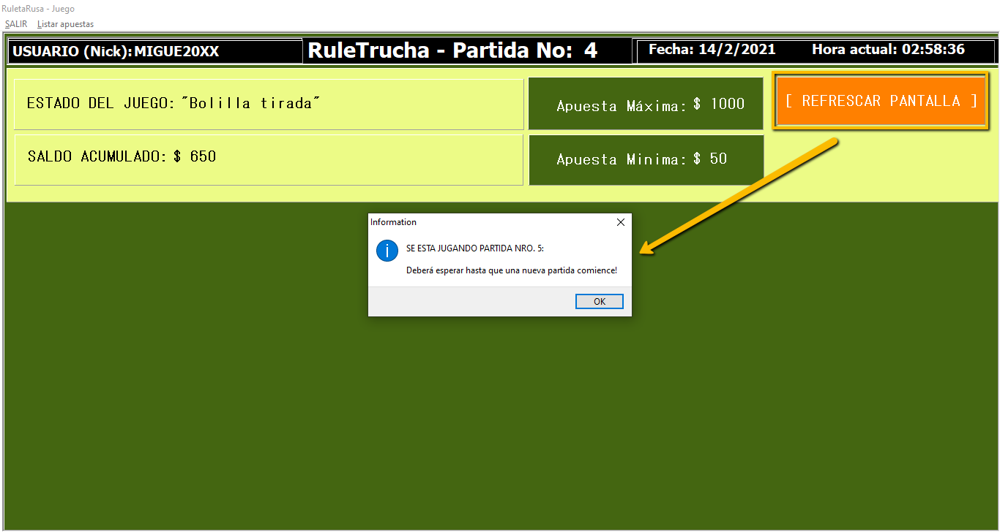 RuletaRusa - Juego
SALIR Listar apuestas
USUARIO (Nick): MIGUE20XX RuleTrucha - Partida No: 4 Fecha: 14/2/2021 Hora actual: 02:58:36
ESTADO DEL JUEGO: "Bolilla tirada" Apuesta Máxima: $ 1000 [ REFRESCAR PANTALLA ]
SALDO ACUMULADO: $ 650 Apuesta Minima: $ 50
Information
SE ESTA JUGANDO PARTIDA NRO. 5:
Deberá esperar hasta que una nueva partida comience!
OK